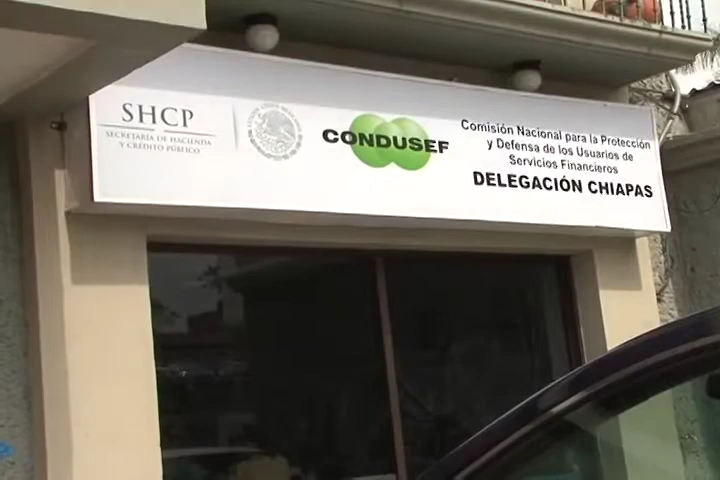 SHCP
SECRETARÍA DE HACIENDA
Y CRÉDITO PÚBLICO
CONDUSEF
Comisión Nacional para la Protección
y Defensa de los Usuarios de
Servicios Financieros
DELEGACIÓN CHIAPAS